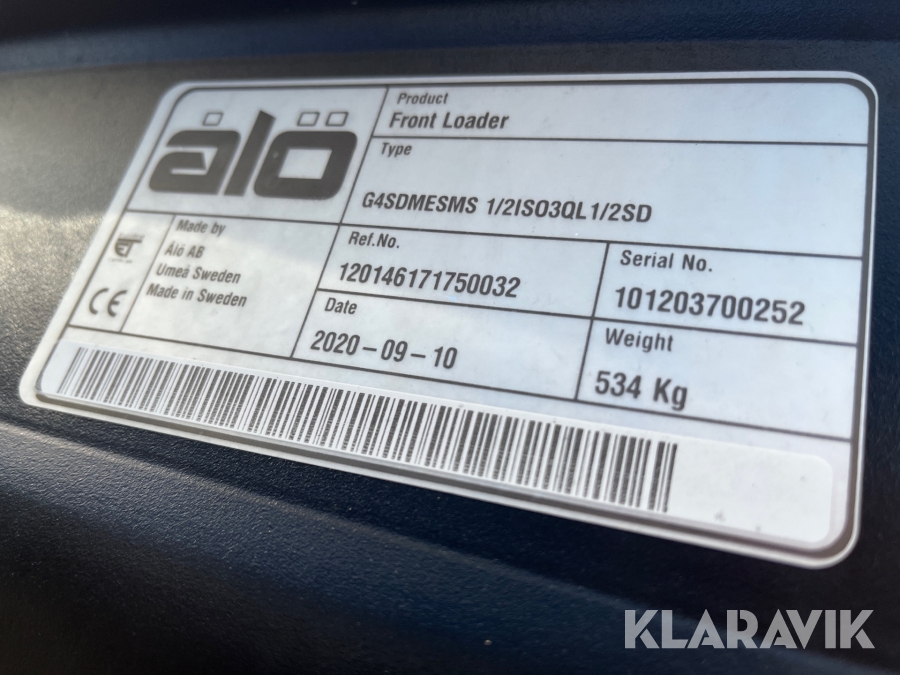 ålö
Product
Front Loader
Type
G4SDMESMS 1/2ISO3QL1/2SD
Made by
Ålö AB
Umeå Sweden
Made in Sweden
CE
Ref.No.
120146171750032
Serial No.
101203700252
Date
2020-09-10
Weight
534 Kg
KLARAVIK